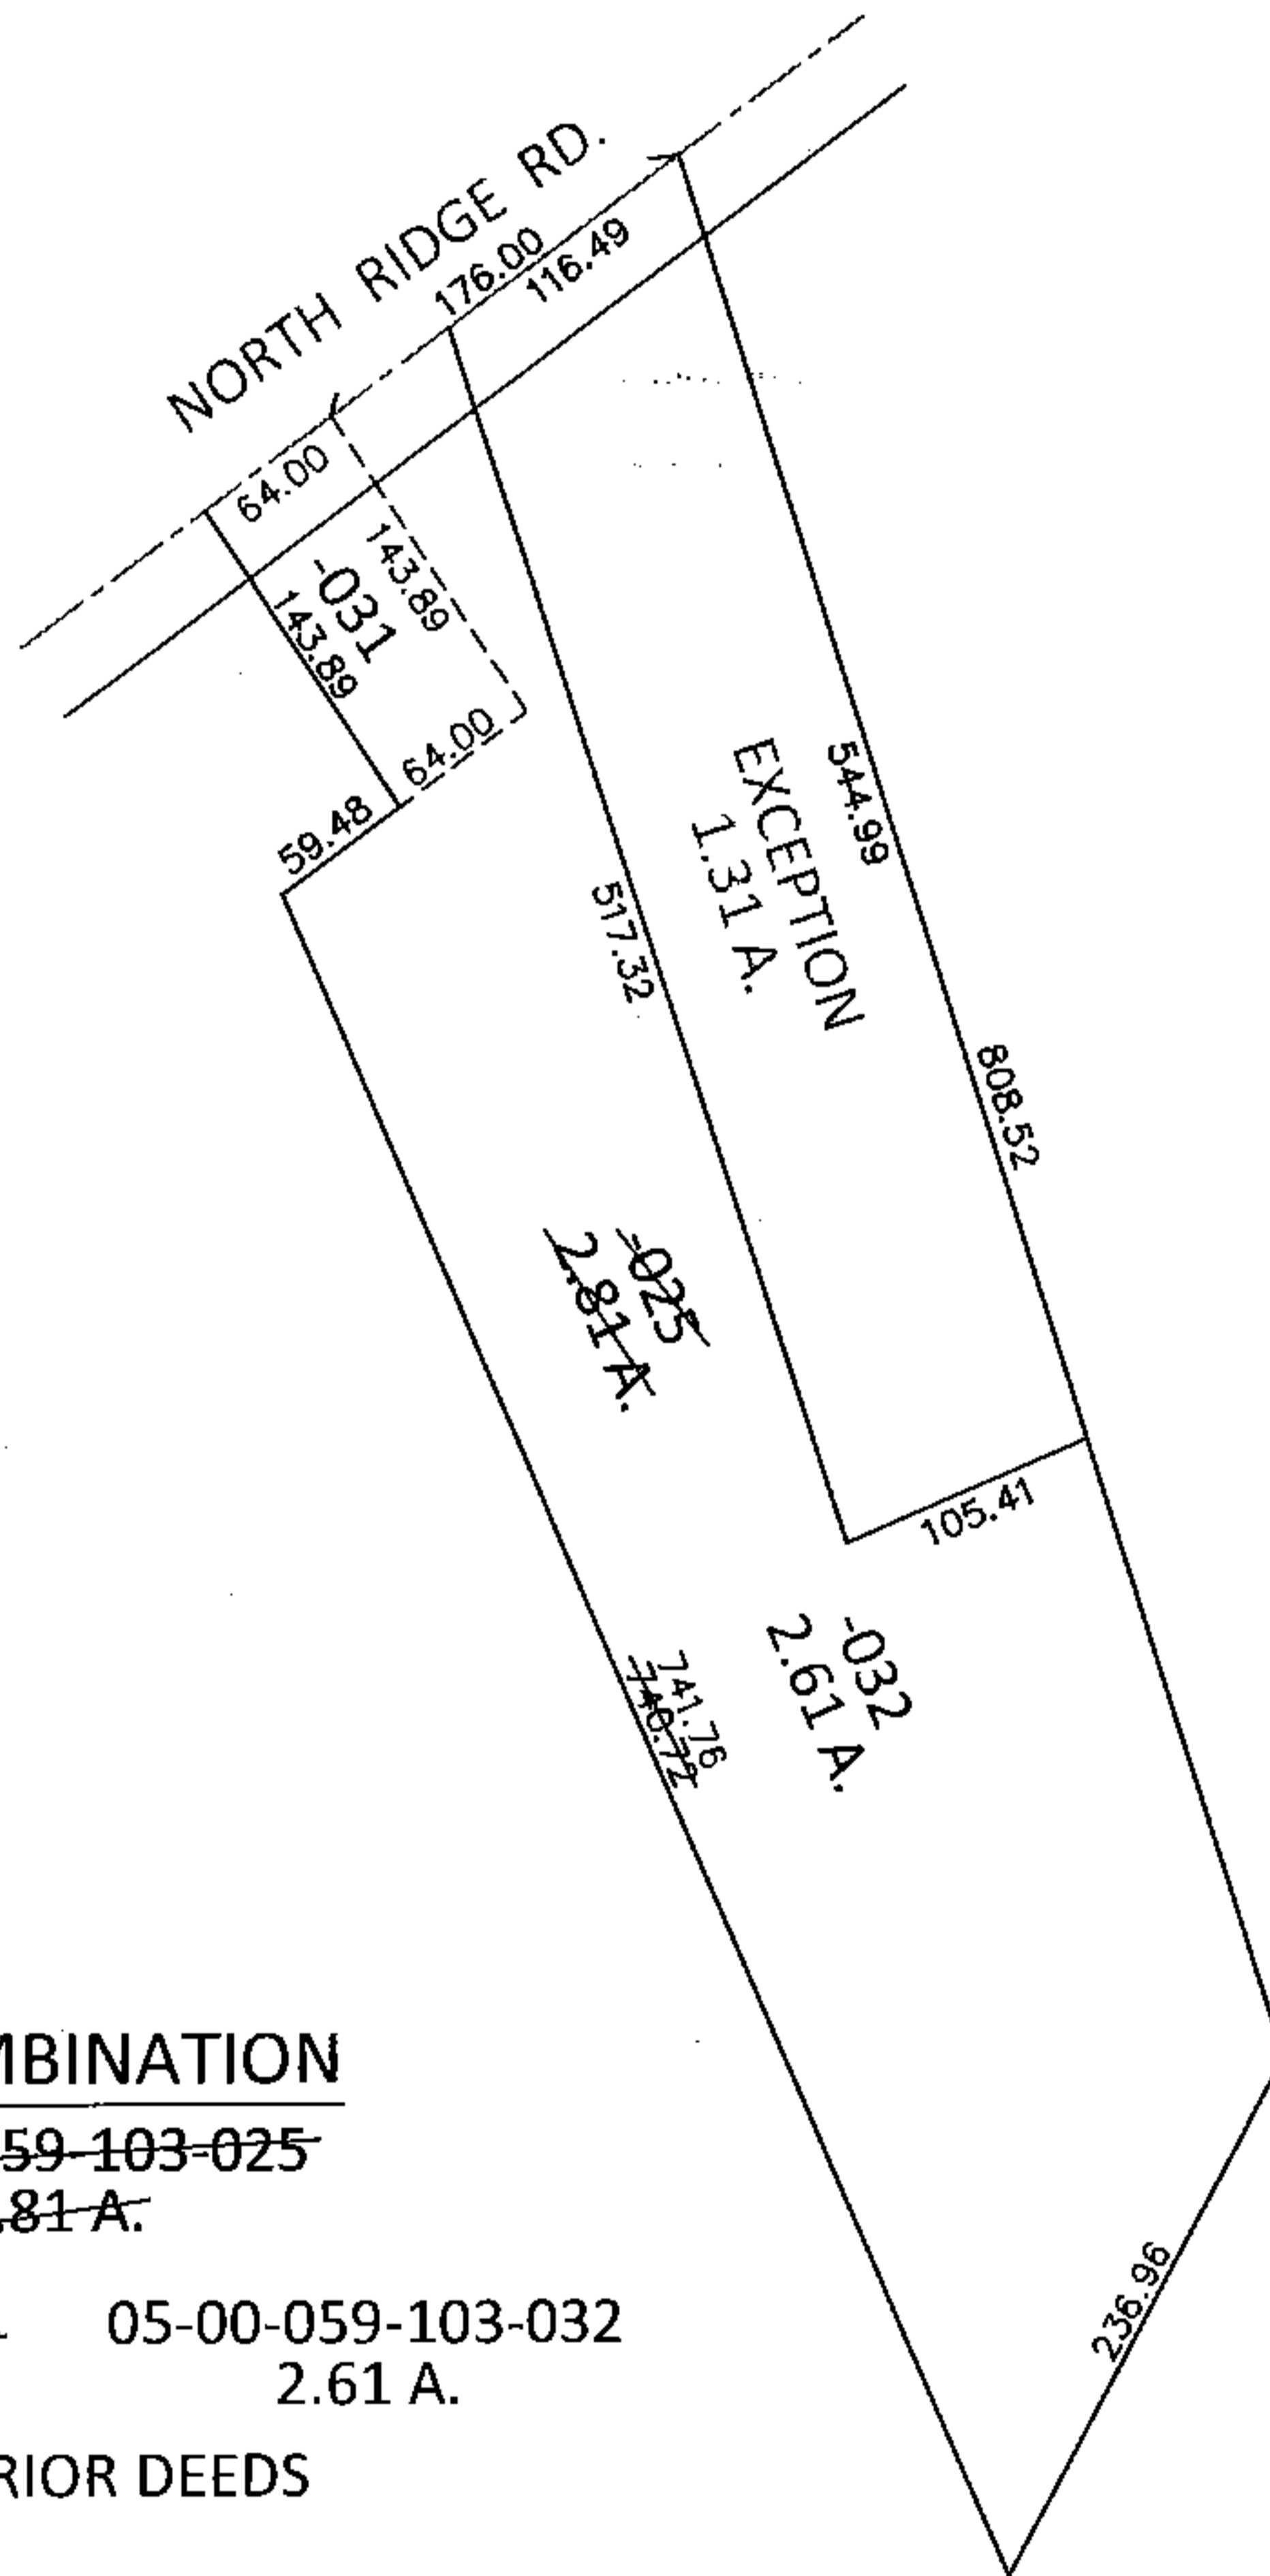 NORTH RIDGE RD.
176.00
116.49
64.00
143.89
-031
143.89
64.00
59.48
544.99
EXCEPTION
1.31 A.
517.32
808.52
-025
2.81 A.
105.41
-032
2.61 A.
741.76
740.72
MBINATION
59-103-025
.81 A.
05-00-059-103-032
2.61 A.
236.96
RIOR DEEDS